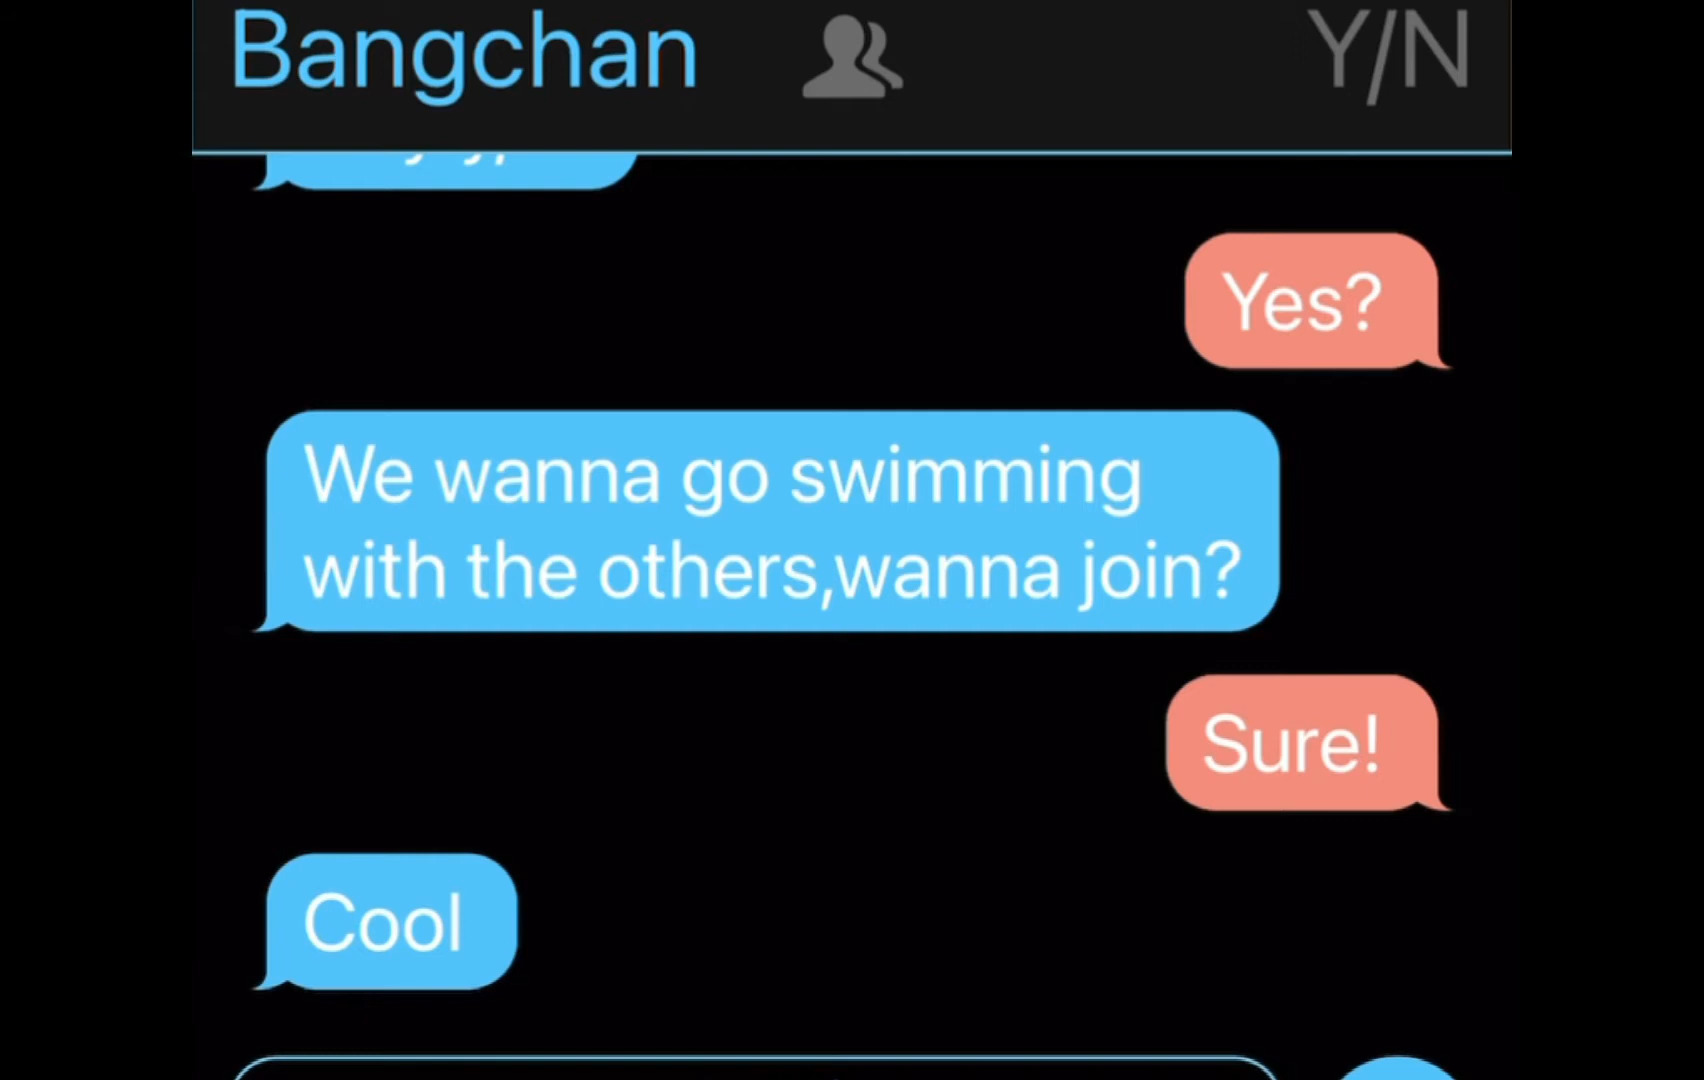 Bangchan
Y/N
Yes?
We wanna go swimming
with the others,wanna join?
Sure!
Cool